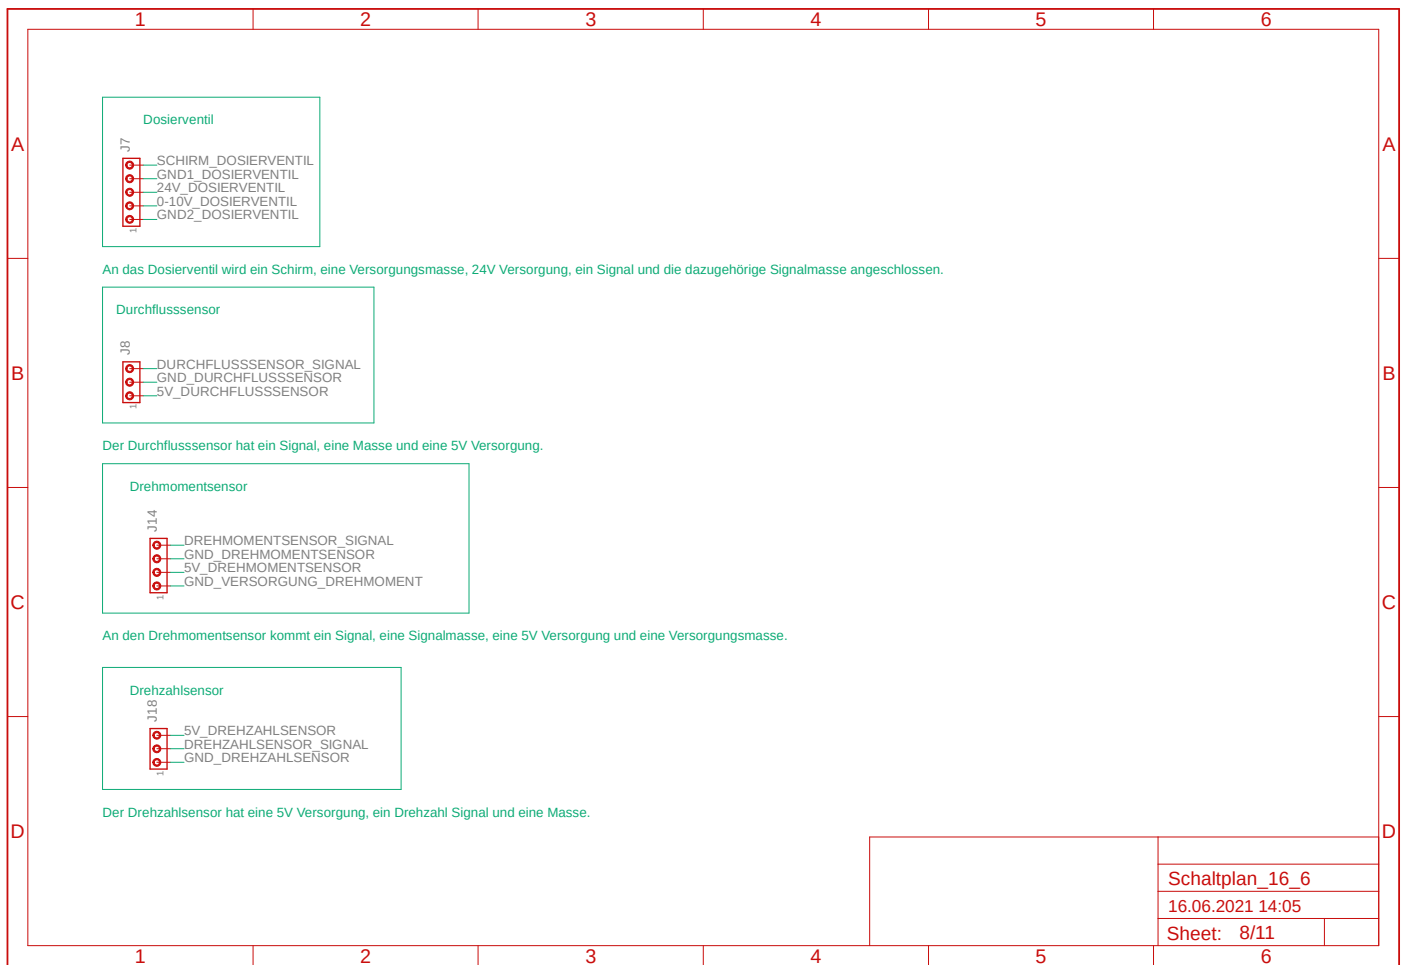 1 2 3 4 5 6
A A
Dosierventil
J7
SCHIRM_DOSIERVENTIL
GND1_DOSIERVENTIL
24V_DOSIERVENTIL
0-10V_DOSIERVENTIL
GND2_DOSIERVENTIL
1
An das Dosierventil wird ein Schirm, eine Versorgungsmasse, 24V Versorgung, ein Signal und die dazugehörige Signalmasse angeschlossen.
Durchflusssensor
J8
B B
DURCHFLUSSSENSOR_SIGNAL
GND_DURCHFLUSSSENSOR
5V_DURCHFLUSSSENSOR
1
Der Durchflusssensor hat ein Signal, eine Masse und eine 5V Versorgung.
Drehmomentsensor
J14
DREHMOMENTSENSOR_SIGNAL
GND_DREHMOMENTSENSOR
5V_DREHMOMENTSENSOR
GND_VERSORGUNG_DREHMOMENT
1
C C
An den Drehmomentsensor kommt ein Signal, eine Signalmasse, eine 5V Versorgung und eine Versorgungsmasse.
Drehzahlsensor
J18
5V_DREHZAHLSENSOR
DREHZAHLSENSOR_SIGNAL
GND_DREHZAHLSENSOR
1
Der Drehzahlsensor hat eine 5V Versorgung, ein Drehzahl Signal und eine Masse.
D D
Schaltplan_16_6
16.06.2021 14:05
Sheet: 8/11
1 2 3 4 5 6